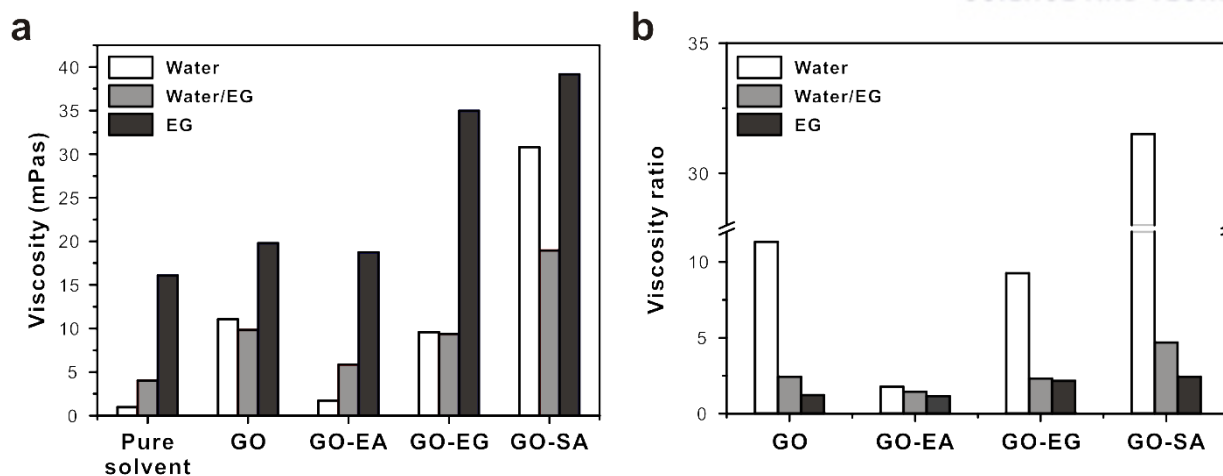 a
Water
Water/EG
EG
Viscosity (mPas)
40
35
30
25
20
15
10
5
0
Pure
solvent
GO
GO-EA
GO-EG
GO-SA
b
Water
Water/EG
EG
Viscosity ratio
35
30
10
5
0
GO
GO-EA
GO-EG
GO-SA